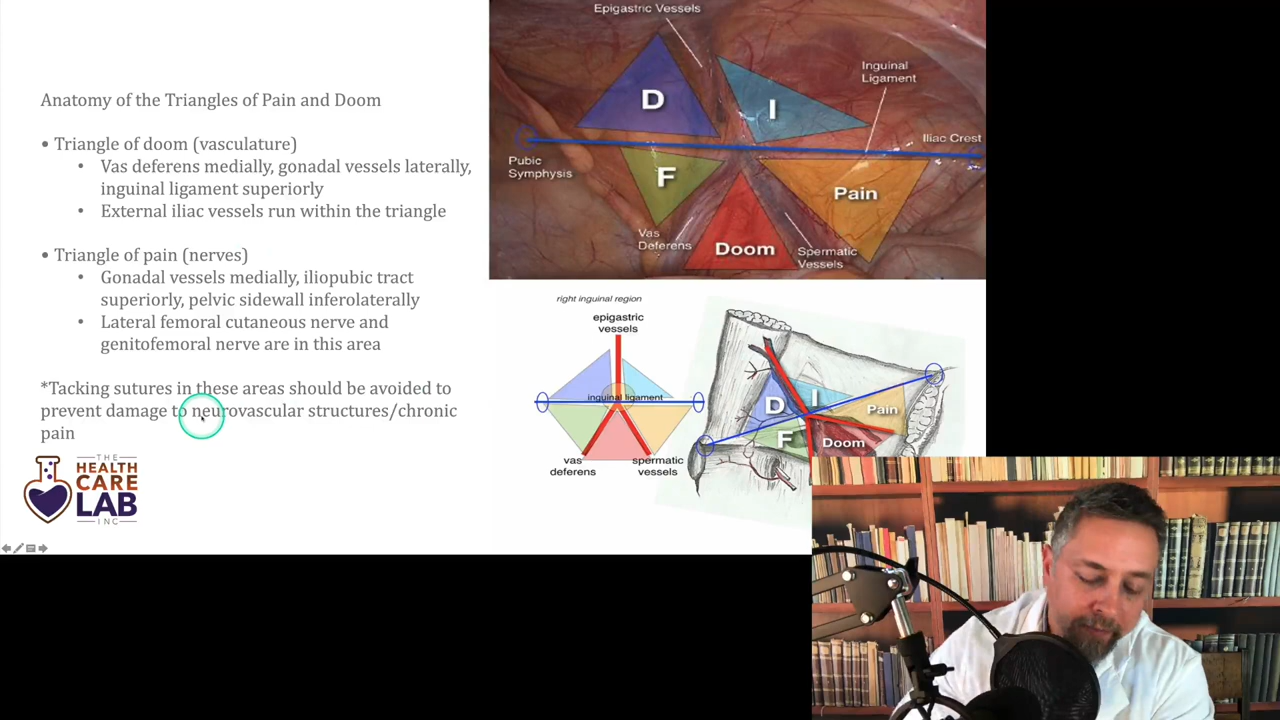 Anatomy of the Triangles of Pain and Doom
• Triangle of doom (vasculature)
• Vas deferens medially, gonadal vessels laterally,
inguinal ligament superiorly
• External iliac vessels run within the triangle
• Triangle of pain (nerves)
• Gonadal vessels medially, iliopubic tract
superiorly, pelvic sidewall inferolaterally
• Lateral femoral cutaneous nerve and
genitofemoral nerve are in this area
*Tacking sutures in these areas should be avoided to
prevent damage to neurovascular structures/chronic
pain
THE
HEALTH
CARE
LAB
INC
Epigastric Vessels
Inguinal
Ligament
D
I
Iliac Crest
Pubic
Symphysis
F
Pain
Vas
Deferens
Doom
Spermatic
Vessels
right inguinal region
epigastric
vessels
inguinal ligament
vas
deferens
spermatic
vessels
D
I
Pain
F
Doom